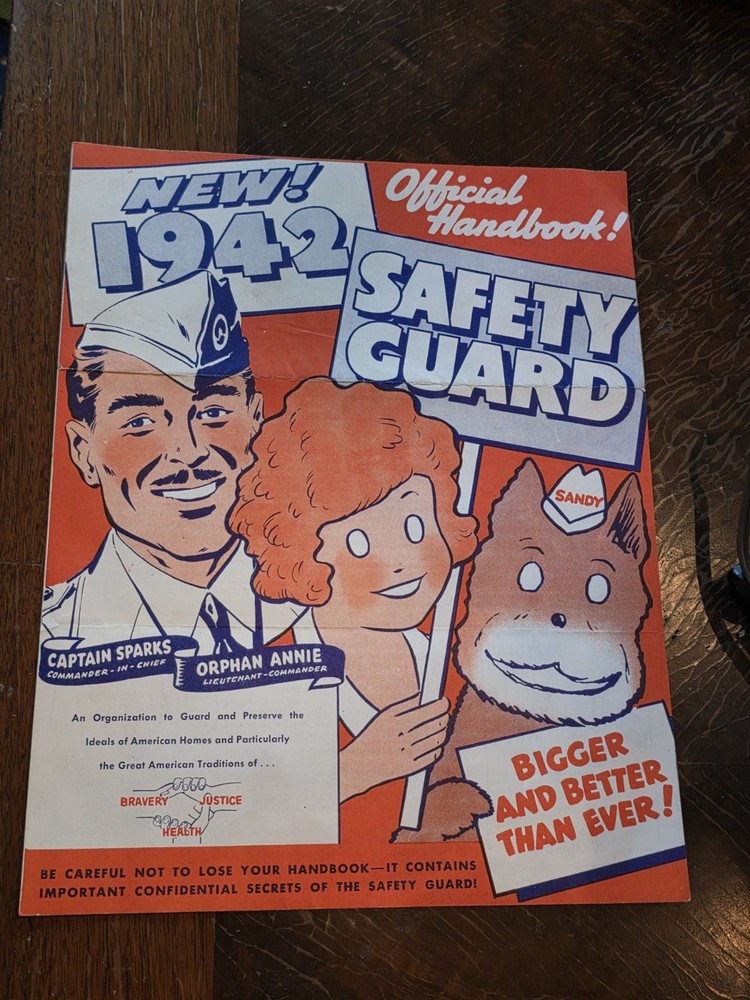 NEW!
1942
Official
Handbook!
SAFETY
GUARD
SANDY
CAPTAIN SPARKS
COMMANDER-IN-CHIEF
ORPHAN ANNIE
LIEUTENANT-COMMANDER
An Organization to Guard and Preserve the
Ideals of American Homes and Particularly
the Great American Traditions of...
BRAVERY JUSTICE
HEALTH
BIGGER
AND BETTER
THAN EVER!
BE CAREFUL NOT TO LOSE YOUR HANDBOOK—IT CONTAINS
IMPORTANT CONFIDENTIAL SECRETS OF THE SAFETY GUARD!